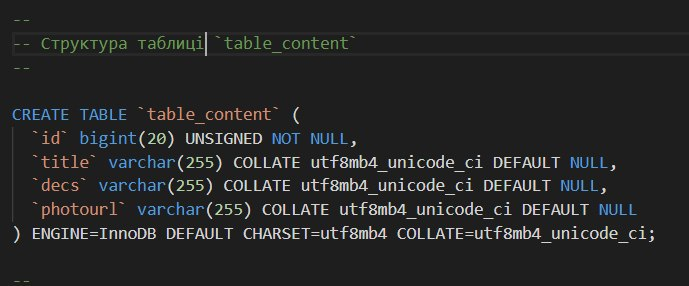 --
-- Структура таблиці `table_content`
--
CREATE TABLE `table_content` (
`id` bigint(20) UNSIGNED NOT NULL,
`title` varchar(255) COLLATE utf8mb4_unicode_ci DEFAULT NULL,
`decs` varchar(255) COLLATE utf8mb4_unicode_ci DEFAULT NULL,
`photourl` varchar(255) COLLATE utf8mb4_unicode_ci DEFAULT NULL
) ENGINE=InnoDB DEFAULT CHARSET=utf8mb4 COLLATE=utf8mb4_unicode_ci;
--